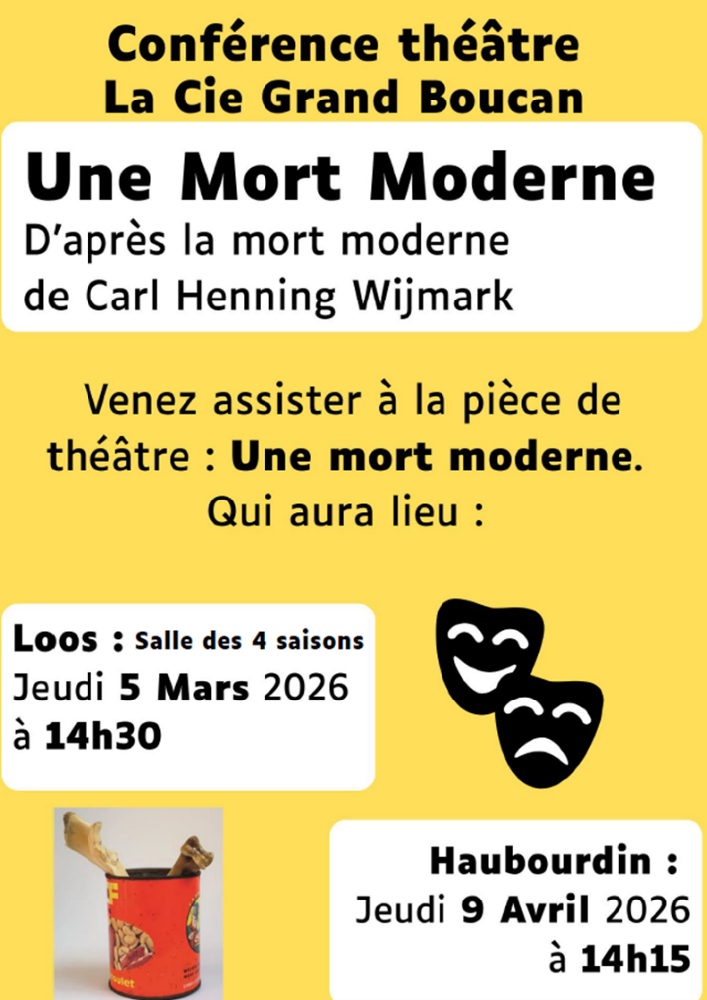 Conférence théâtre
La Cie Grand Boucan
Une Mort Moderne
D'après la mort moderne
de Carl Henning Wijmark
Venez assister à la pièce de
théâtre : Une mort moderne.
Qui aura lieu :
Loos : Salle des 4 saisons
Jeudi 5 Mars 2026
à 14h30
Haubourdin :
Jeudi 9 Avril 2026
à 14h15